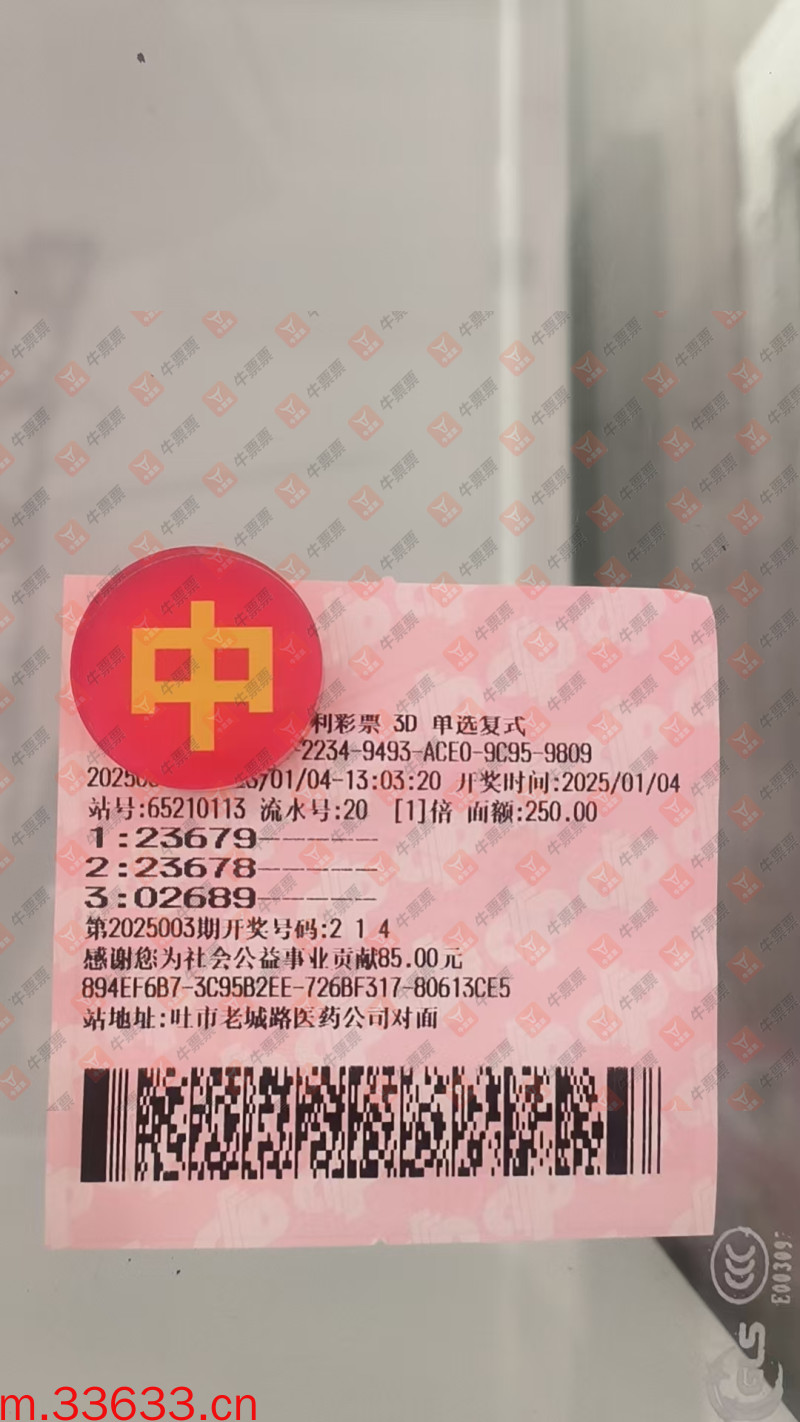 中
利彩票 3D 单选复式
-2234-9493-ACE0-9C95-9809
/01/04-13:03:20 开奖时间:2025/01/04
站号:65210113 流水号:20 [1]倍 面额:250.00
1:23679------
2:23678------
3:02689------
第2025003期开奖号码:2 1 4
感谢您为社会公益事业贡献85.00元
894EF6B7-3C95B2EE-726BF317-80613CE5
站地址:吐市老城路医药公司对面
牛票票
m.33633.cn